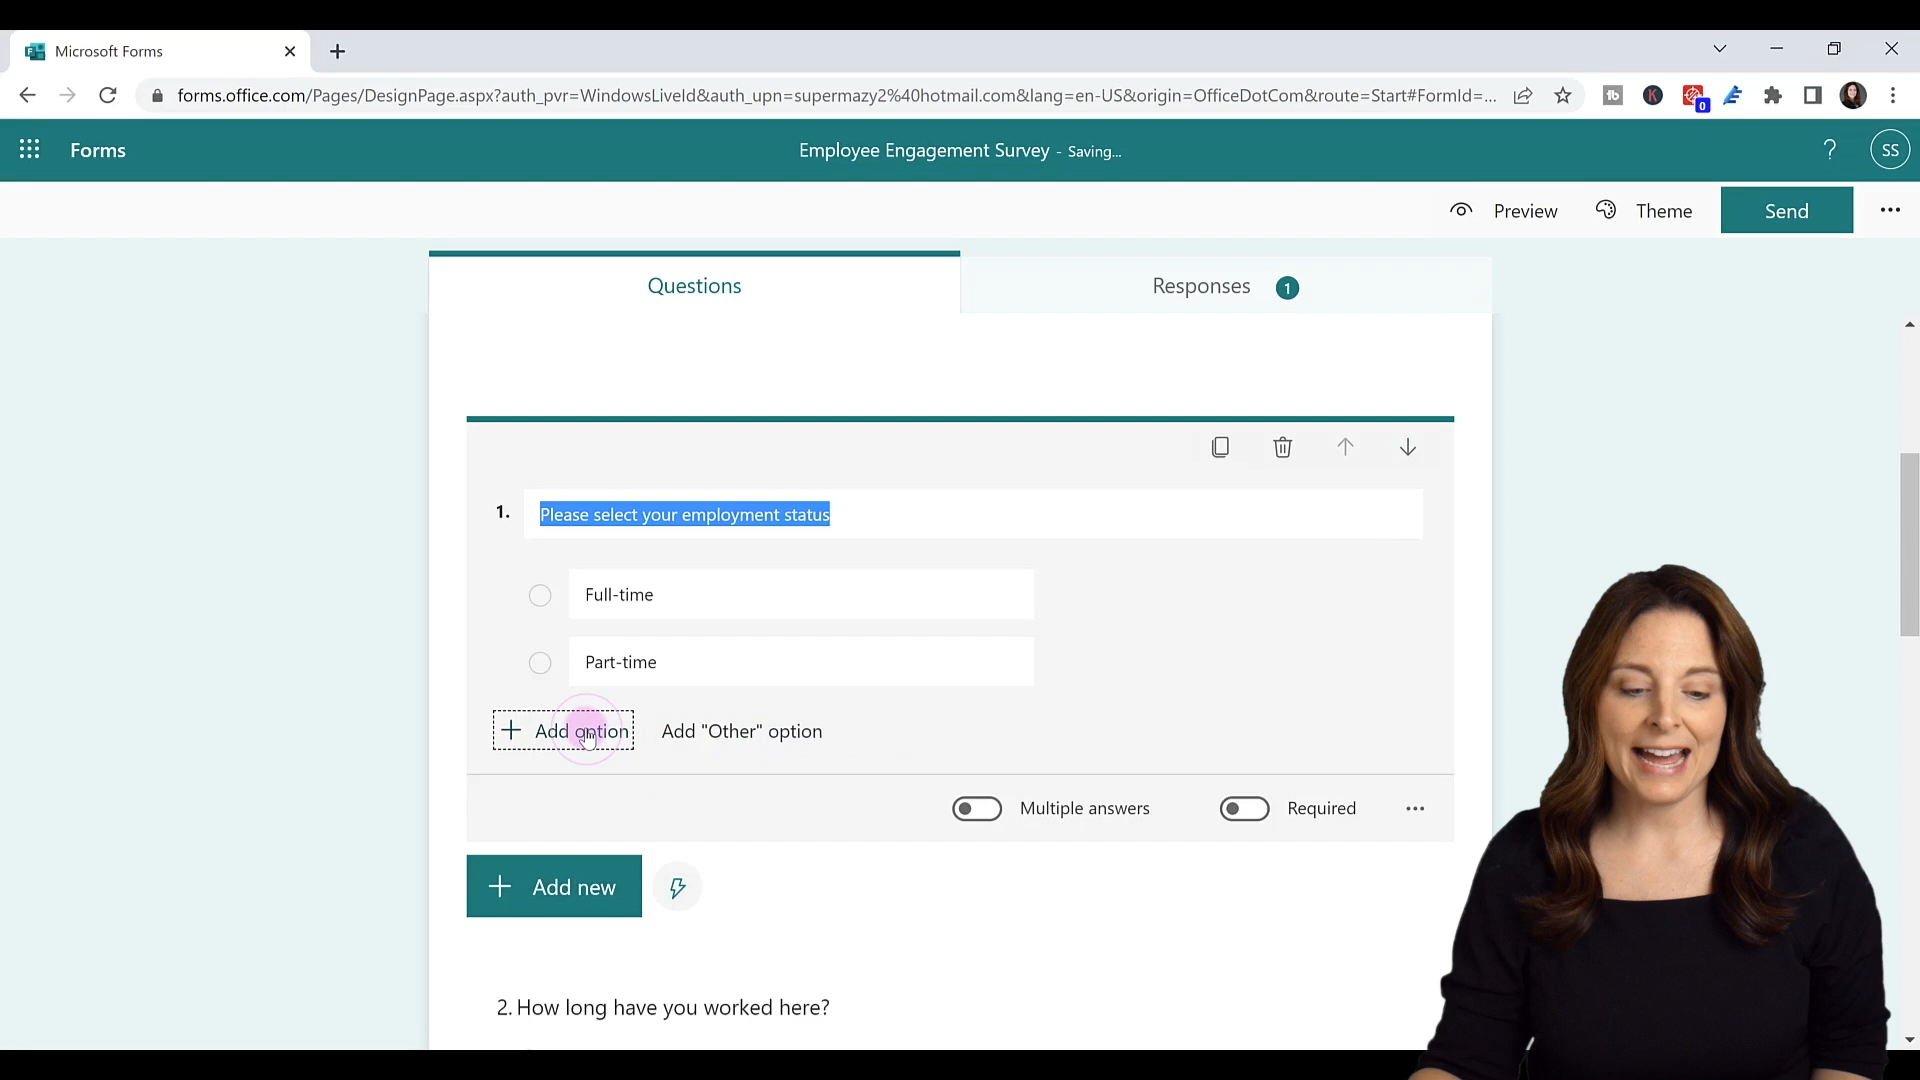 Microsoft Forms
forms.office.com/Pages/DesignPage.aspx?auth_pvr=WindowsLiveId&auth_upn=supermazy2%40hotmail.com&lang=en-US&origin=OfficeDotCom&route=Start#FormId=...
tb
K
0
Forms
Employee Engagement Survey - Saving...
?
SS
Preview
Theme
Send
Questions
Responses 1
1. Please select your employment status
Full-time
Part-time
Add option
Add "Other" option
Multiple answers
Required
Add new
2. How long have you worked here?